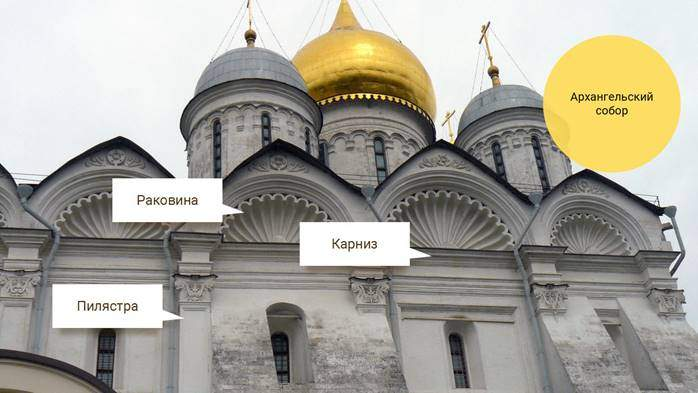 Архангельский
собор
Раковина
Карниз
Пилястра